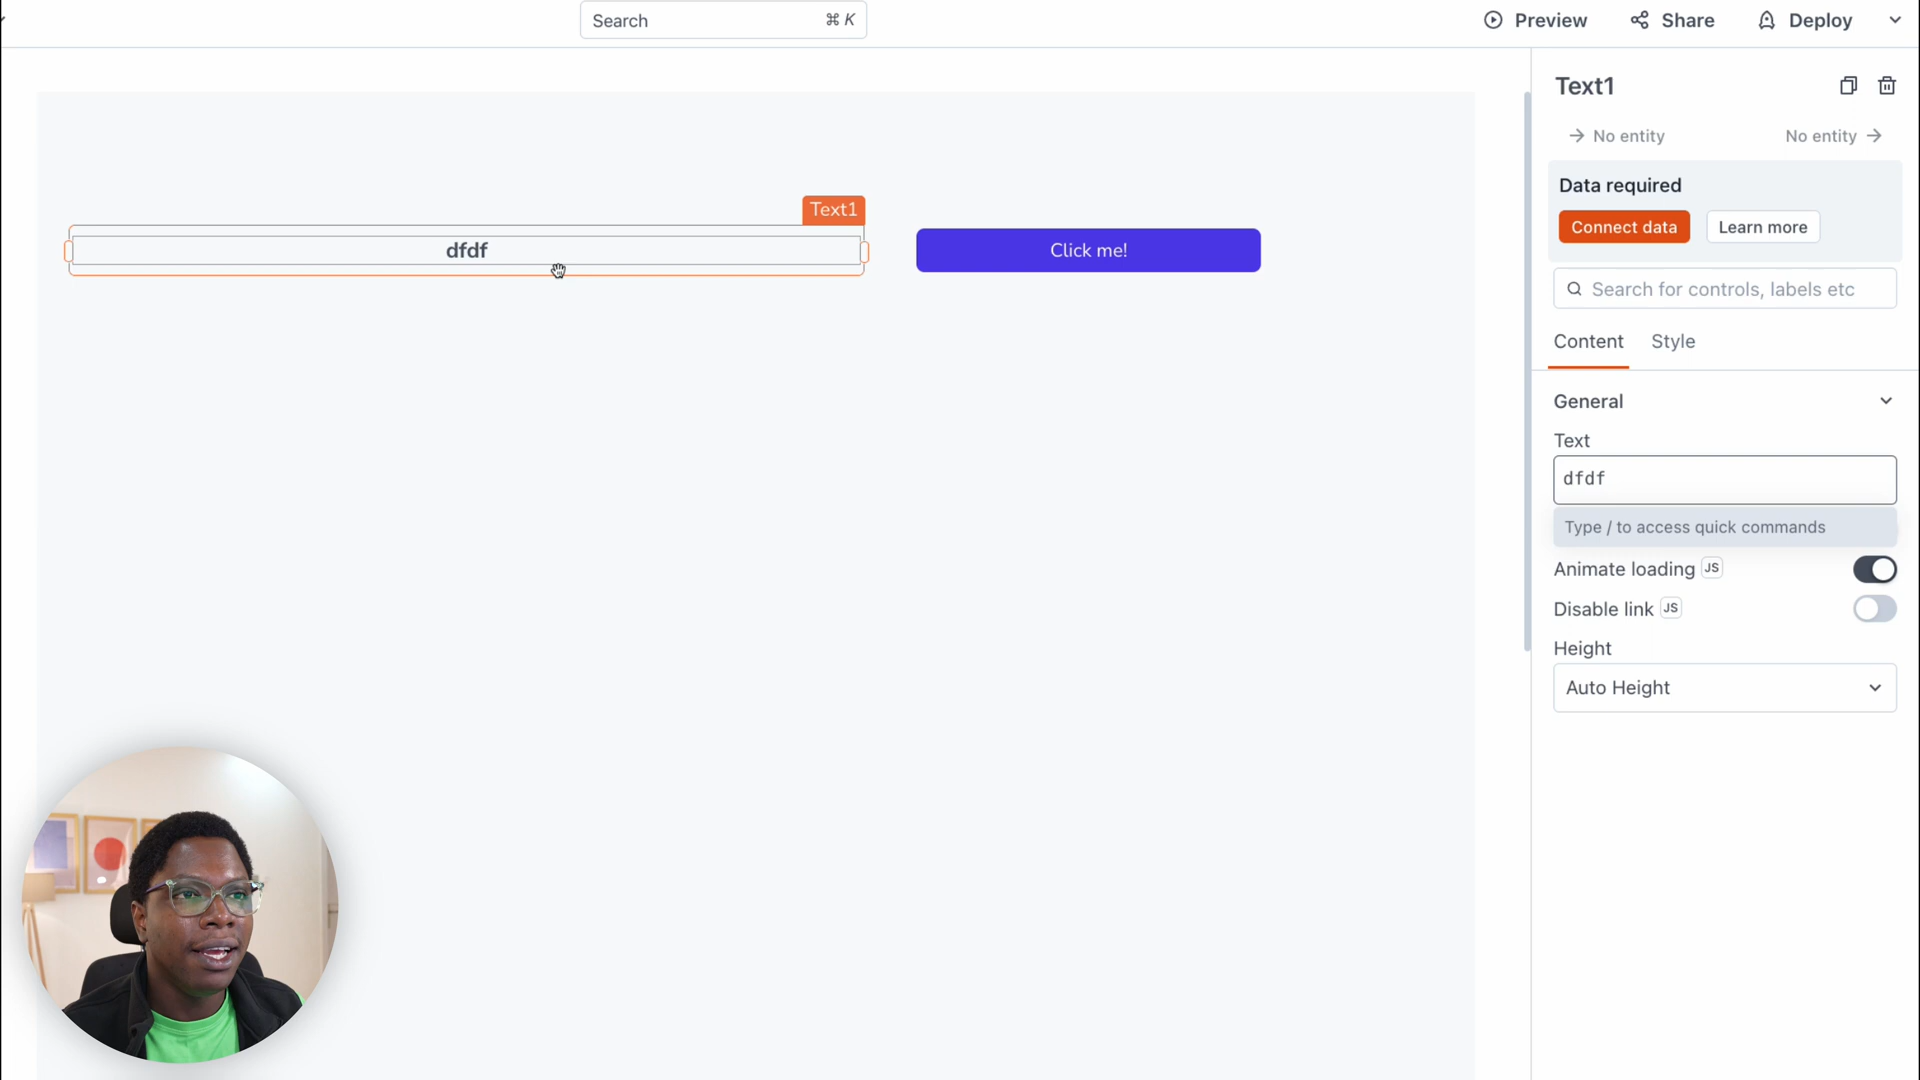 Search ⌘ K
Preview
Share
Deploy
Text1
No entity
No entity
Data required
Connect data
Learn more
Search for controls, labels etc
Content
Style
General
Text
dfdf
Type / to access quick commands
Animate loading JS
Disable link JS
Height
Auto Height
Text1
dfdf
Click me!